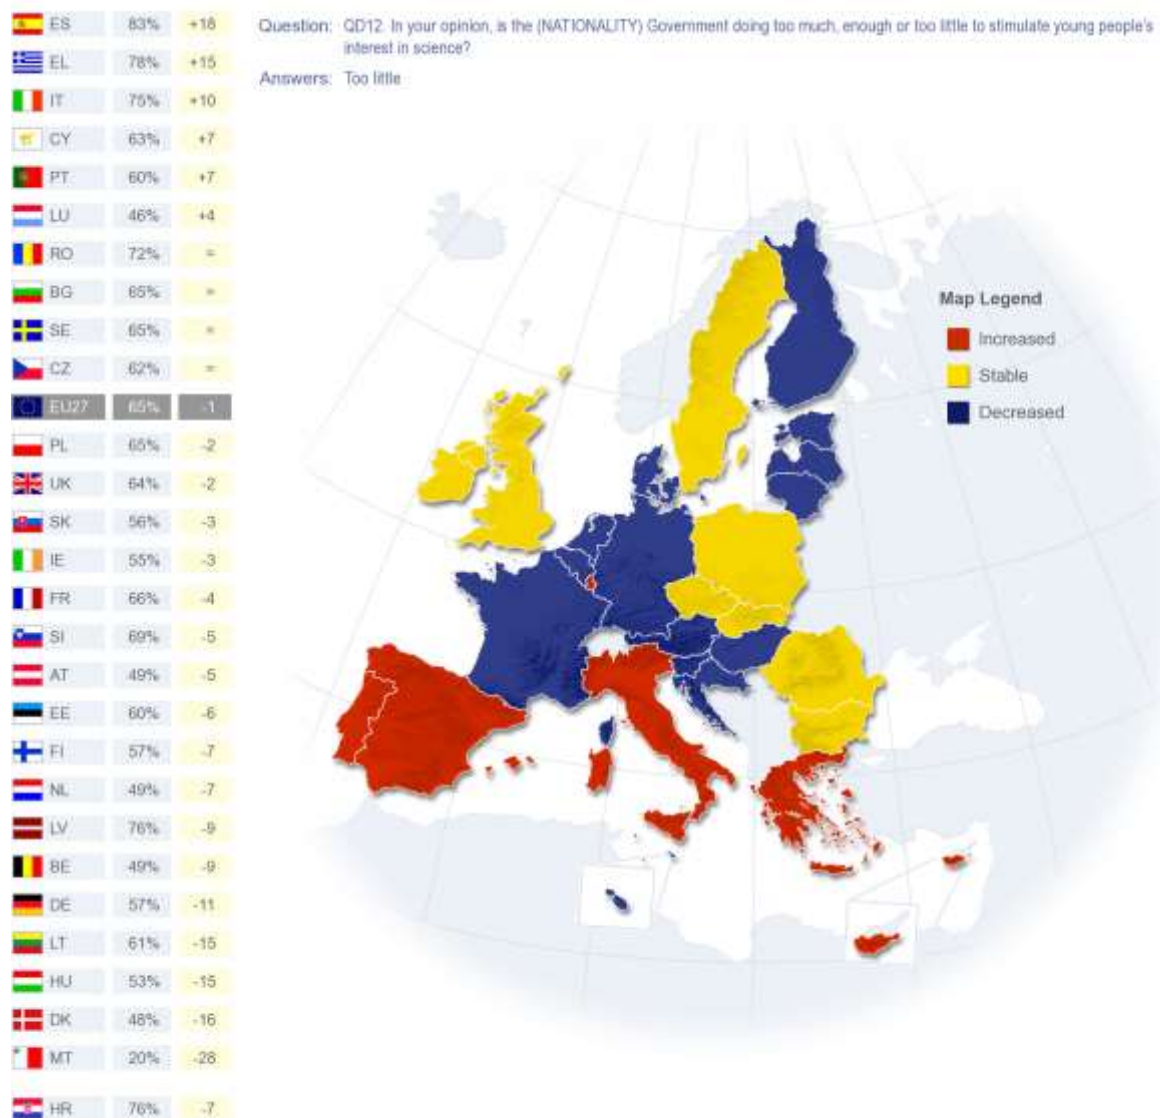 ES 83% +18
EL 78% +15
IT 75% +10
CY 63% +7
PT 60% +7
LU 46% +4
RO 72% =
BG 65% =
SE 65% =
CZ 62% =
EU27 65% -1
PL 65% -2
UK 64% -2
SK 56% -3
IE 55% -3
FR 66% -4
SI 69% -5
AT 49% -5
EE 60% -6
FI 57% -7
NL 49% -7
LV 76% -9
BE 49% -9
DE 57% -11
LT 61% -15
HU 53% -15
DK 48% -16
MT 20% -28
HR 76% -7
Question: QD12. In your opinion, is the (NATIONALITY) Government doing too much, enough or too little to stimulate young people's
interest in science?
Answers: Too little
Map Legend
Increased
Stable
Decreased